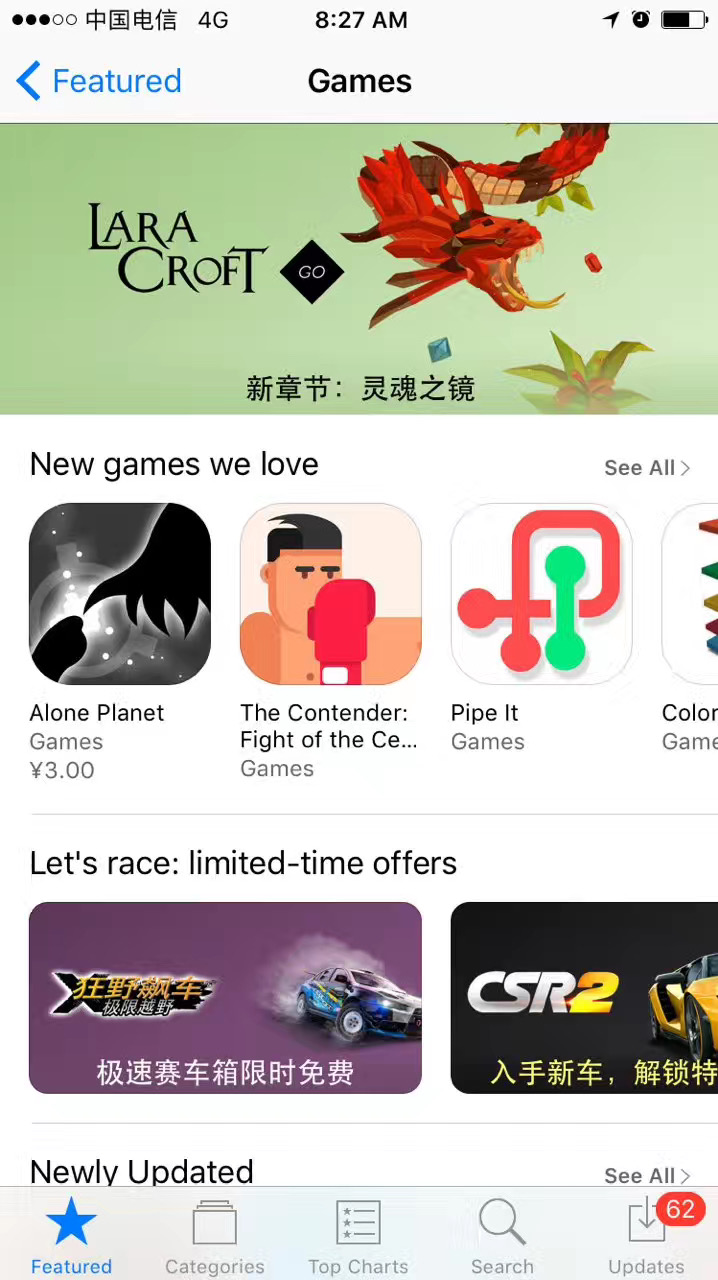 中国电信 4G 8:27 AM
Featured Games
LARA
CROFT GO
新章节：灵魂之镜
New games we love See All
Alone Planet
Games
¥3.00
The Contender:
Fight of the Ce...
Games
Pipe It
Games
Color
Game
Let's race: limited-time offers
狂野飙车
极限越野
极速赛车箱限时免费
CSR2
入手新车，解锁特
Newly Updated See All
62
Featured Categories Top Charts Search Updates